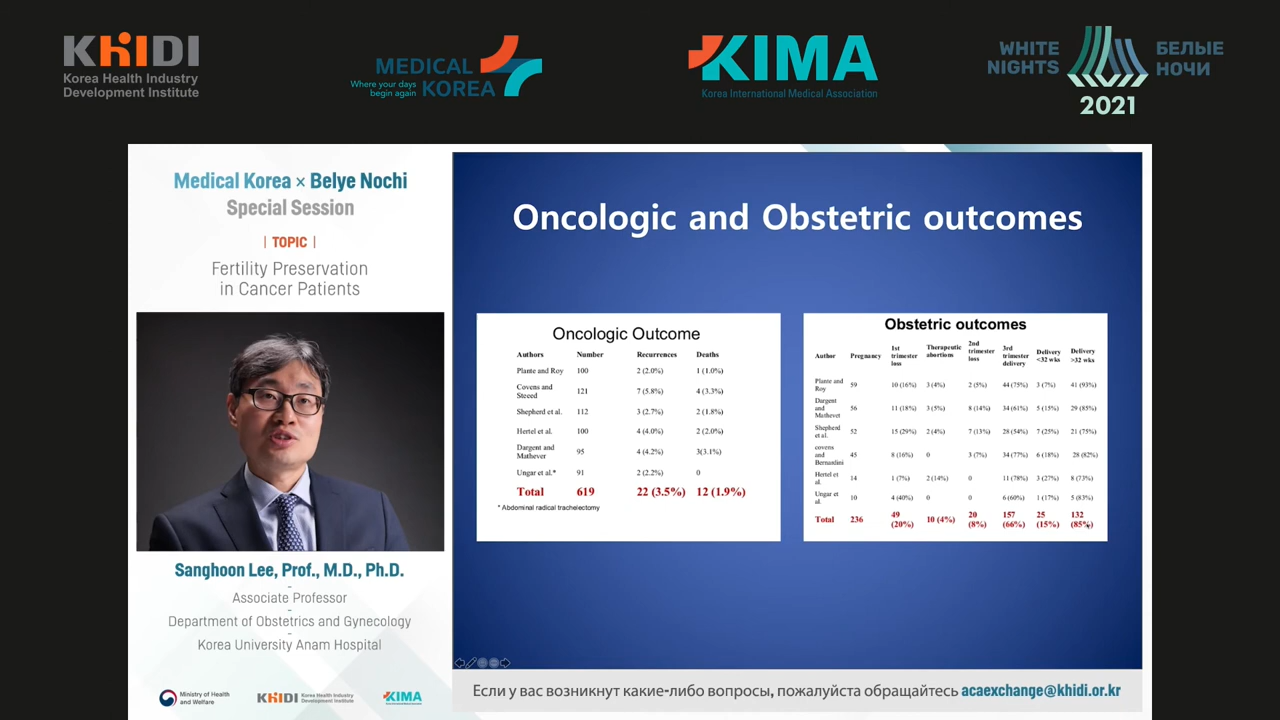 KHIDI
Korea Health Industry
Development Institute
MEDICAL
KOREA
Where your days
begin again
KIMA
Korea International Medical Association
WHITE
NIGHTS
БЕЛЫЕ
НОЧИ
2021
Medical Korea × Belye Nochi
Special Session
| TOPIC |
Fertility Preservation
in Cancer Patients
Sanghoon Lee, Prof., M.D., Ph.D.
Associate Professor
Department of Obstetrics and Gynecology
Korea University Anam Hospital
Ministry of Health
and Welfare
KHIDI
Korea Health Industry
Development Institute
KIMA
Oncologic and Obstetric outcomes
Oncologic Outcome
Authors Number Recurrences Deaths
Plante and Roy 100 2 (2.0%) 1 (1.0%)
Covens and
Steeed 121 7 (5.8%) 4 (3.3%)
Shepherd et al. 112 3 (2.7%) 2 (1.8%)
Hertel et al. 100 4 (4.0%) 2 (2.0%)
Dargent and
Mathever 95 4 (4.2%) 3(3.1%)
Ungar et al.* 91 2 (2.2%) 0
Total 619 22 (3.5%) 12 (1.9%)
* Abdominal radical trachelectomy
Obstetric outcomes
Author Pregnancy 1st trimester loss Therapeutic abortions 2nd trimester loss 3rd trimester delivery Delivery <32 wks Delivery >32 wks
Plante and
Roy 59 10 (16%) 3 (4%) 2 (5%) 44 (75%) 3 (7%) 41 (93%)
Dargent
and
Mathevet 56 11 (18%) 3 (5%) 8 (14%) 34 (61%) 5 (15%) 29 (85%)
Shepherd
et al. 52 15 (29%) 2 (4%) 7 (13%) 28 (54%) 7 (25%) 21 (75%)
covens
and
Bernardini 45 8 (16%) 0 3 (7%) 34 (77%) 6 (18%) 28 (82%)
Hertel et
al. 14 1 (7%) 2 (14%) 0 11 (78%) 3 (27%) 8 (73%)
Ungar et
al. 10 4 (40%) 0 0 6 (60%) 1 (17%) 5 (83%)
Total 236 49 (20%) 10 (4%) 20 (8%) 157 (66%) 25 (15%) 132 (85%)
Если у вас возникнут какие-либо вопросы, пожалуйста обращайтесь acaexchange@khidi.or.kr